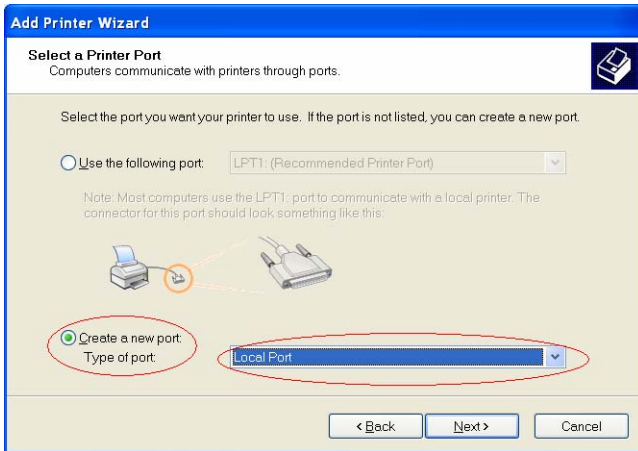 Add Printer Wizard
Select a Printer Port
Computers communicate with printers through ports.
Select the port you want your printer to use. If the port is not listed, you can create a new port.
Use the following port: LPT1: (Recommended Printer Port)
Note: Most computers use the LPT1: port to communicate with a local printer. The
connector for this port should look something like this:
Create a new port:
Type of port: Local Port
< Back Next > Cancel